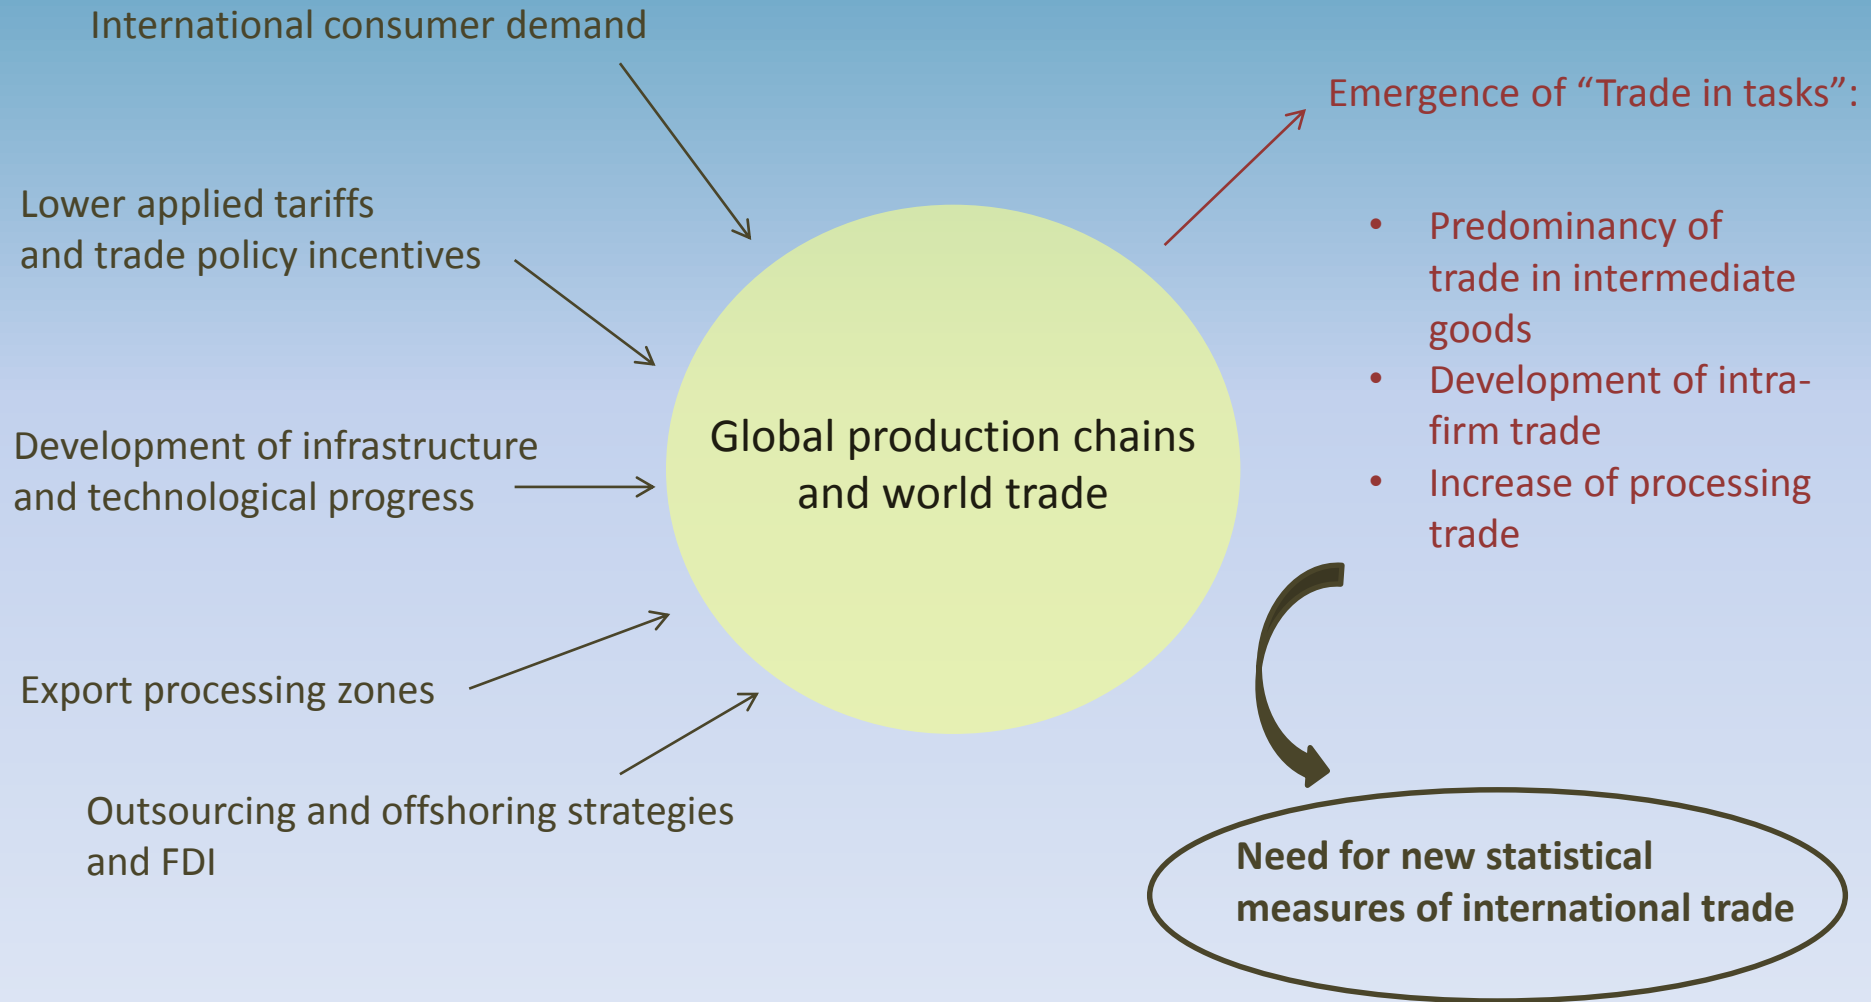 International consumer demand
Lower applied tariffs
and trade policy incentives
Development of infrastructure
and technological progress
Export processing zones
Outsourcing and offshoring strategies
and FDI
Global production chains
and world trade
Emergence of “Trade in tasks”:
• Predominancy of
trade in intermediate
goods
• Development of intra-
firm trade
• Increase of processing
trade
Need for new statistical
measures of international trade